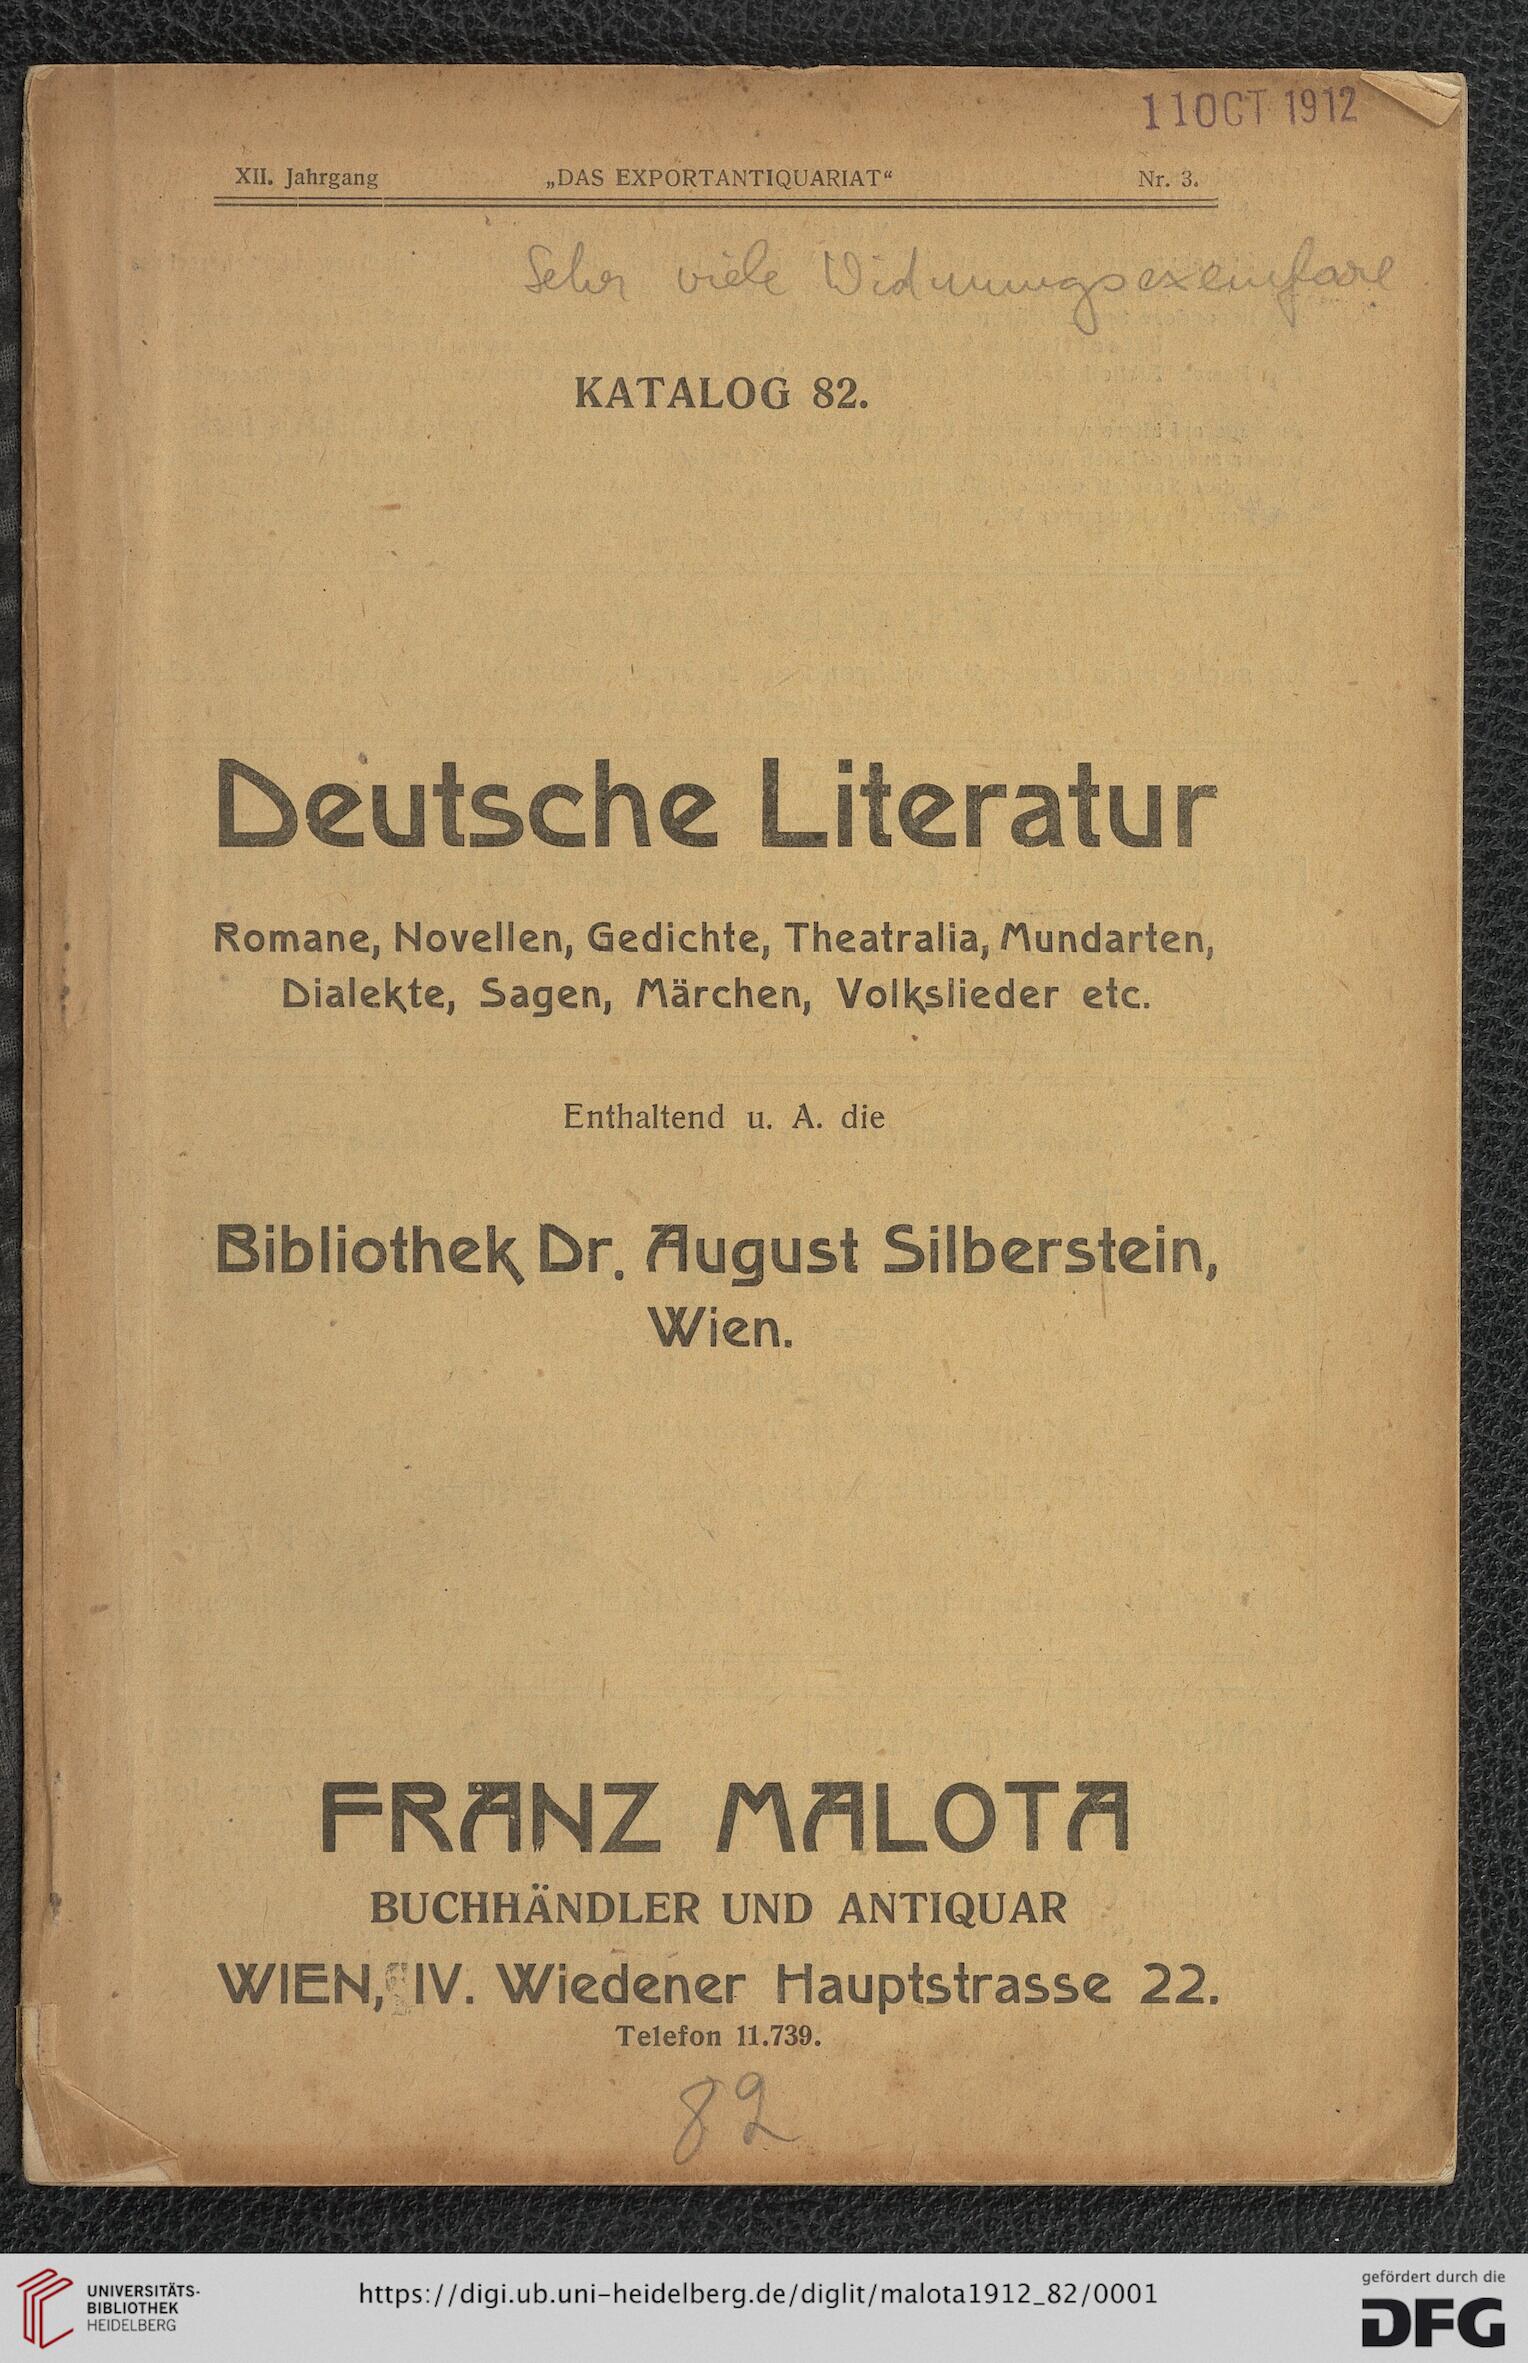 11 OCT 1912
XII. Jahrgang „DAS EXPORTANTIQUARIAT“ Nr. 3.
Sehr viele Widmungsexemplare
KATALOG 82.
Deutsche Literatur
Romane, Novellen, Gedichte, Theatralia, Mundarten,
Dialekte, Sagen, Märchen, Volkslieder etc.
Enthaltend u. A. die
Bibliothek Dr. August Silberstein,
Wien.
FRANZ MALOTA
BUCHHÄNDLER UND ANTIQUAR
WIEN, IV. Wiedener Hauptstrasse 22.
Telefon 11.739.
82
UNIVERSITÄTS-
BIBLIOTHEK
HEIDELBERG
https://digi.ub.uni-heidelberg.de/diglit/malota1912_82/0001
gefördert durch die
DFG